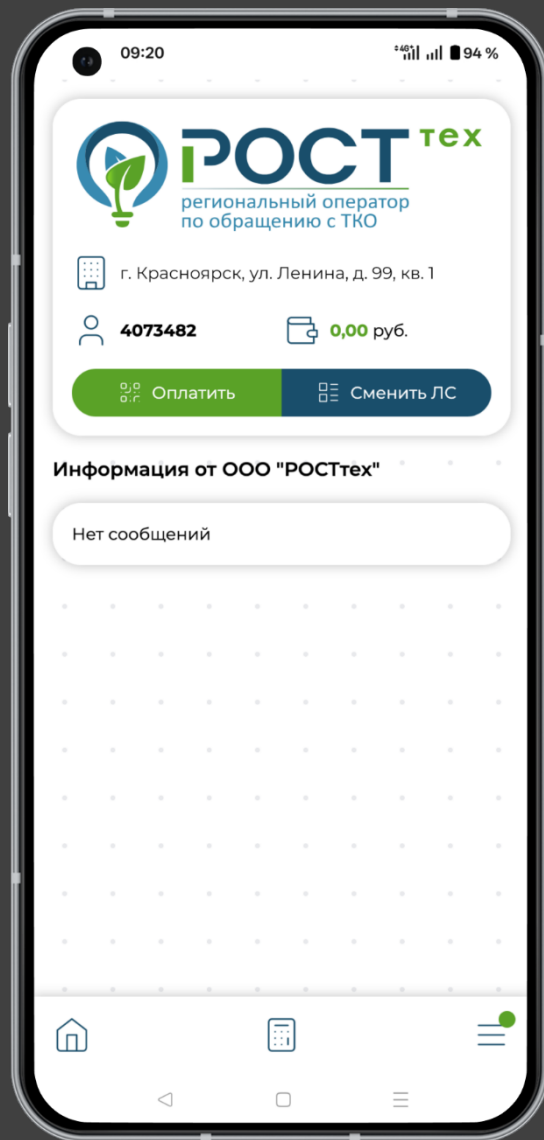 09:20
94 %
РОСТ тех
региональный оператор
по обращению с ТКО
г. Красноярск, ул. Ленина, д. 99, кв. 1
4073482
0,00 руб.
Оплатить
Сменить ЛС
Информация от ООО "РОСТтех"
Нет сообщений